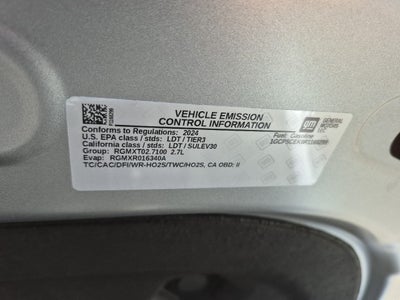 VEHICLE EMISSION
CONTROL INFORMATION
Conforms to Regulations: 2024
U.S. EPA class / stds: LDT / TIER3
California class / stds: LDT / SULEV30
Group: RGMXT02.7100 2.7L
Evap: RGMXR016340A
TC/CAC/DFI/WR-HO2S/TWC/HO2S, CA OBD: II
gm
GENERAL
MOTORS
LLC
Fuel: Gasoline